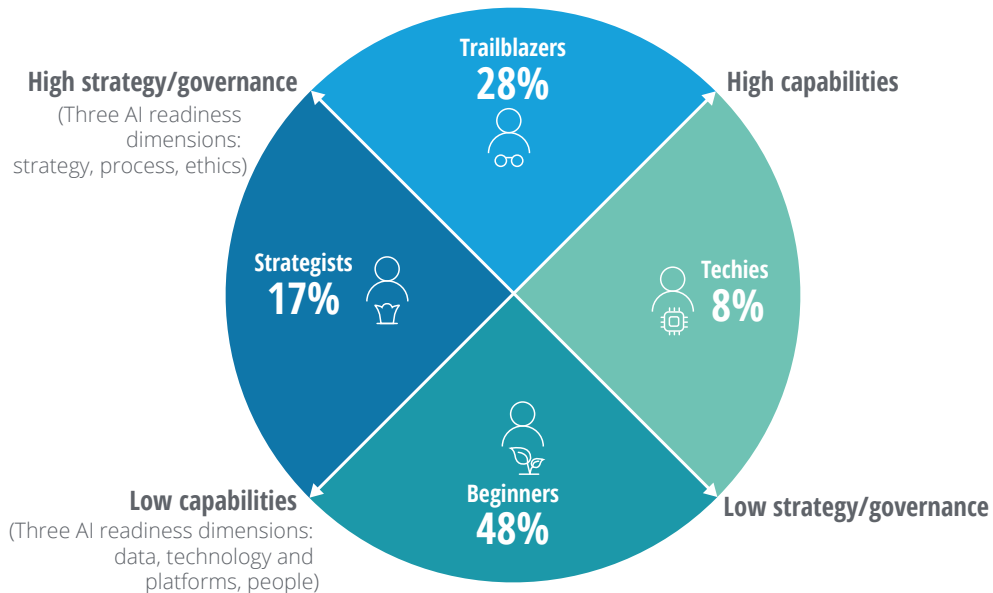 Trailblazers
28%
High strategy/governance
(Three AI readiness
dimensions:
strategy, process, ethics)
High capabilities
Strategists
17%
Techies
8%
Beginners
48%
Low capabilities
(Three AI readiness dimensions:
data, technology and
platforms, people)
Low strategy/governance